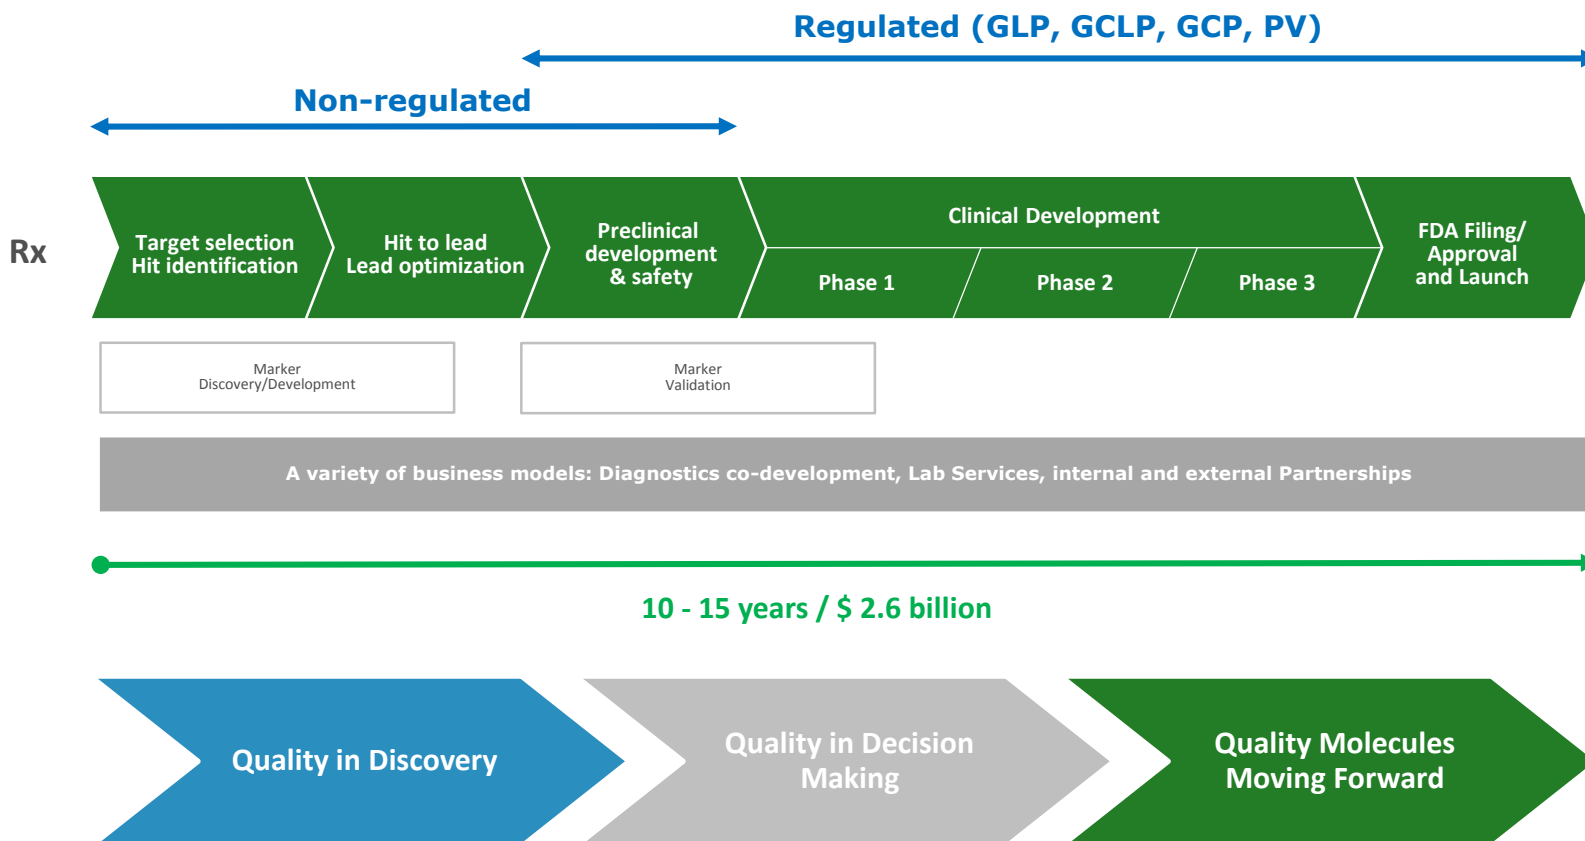 Regulated (GLP, GCLP, GCP, PV)
Non-regulated
Rx
Target selection
Hit identification
Hit to lead
Lead optimization
Preclinical
development
& safety
Clinical Development
Phase 1
Phase 2
Phase 3
FDA Filing/
Approval
and Launch
Marker
Discovery/Development
Marker
Validation
A variety of business models: Diagnostics co-development, Lab Services, internal and external Partnerships
10 - 15 years / $ 2.6 billion
Quality in Discovery
Quality in Decision
Making
Quality Molecules
Moving Forward